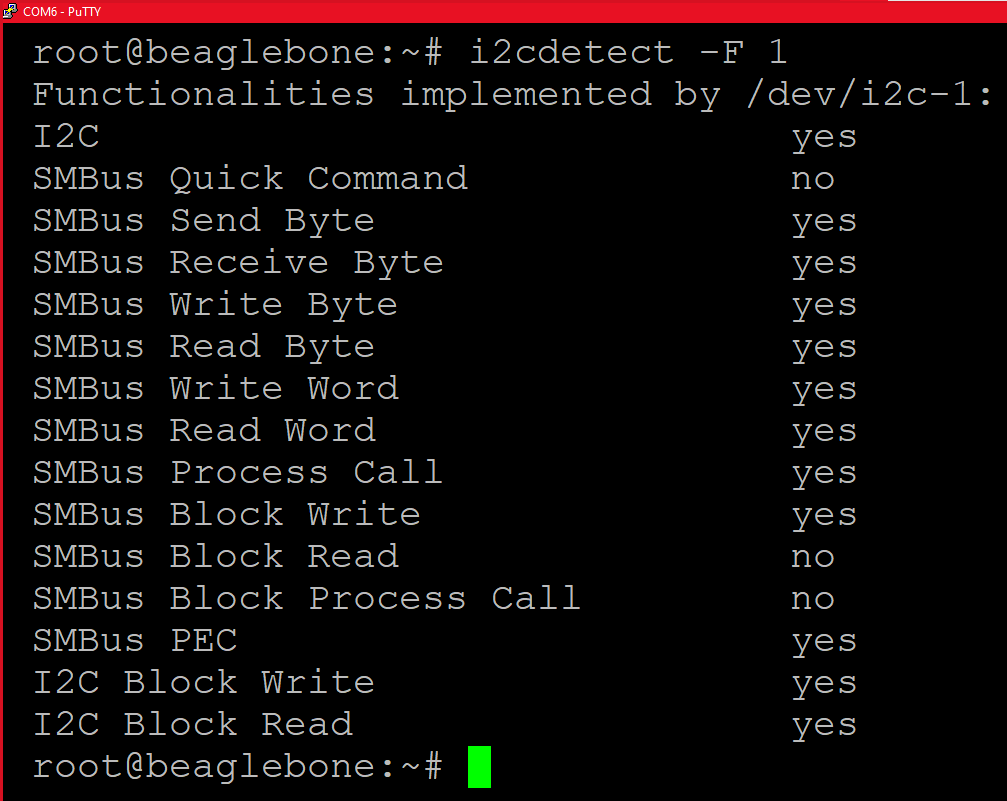 COM6 - PuTTY
root@beaglebone:~# i2cdetect -F 1
Functionalities implemented by /dev/i2c-1:
I2C                              yes
SMBus Quick Command              no
SMBus Send Byte                  yes
SMBus Receive Byte               yes
SMBus Write Byte                 yes
SMBus Read Byte                  yes
SMBus Write Word                 yes
SMBus Read Word                  yes
SMBus Process Call               yes
SMBus Block Write                yes
SMBus Block Read                 no
SMBus Block Process Call         no
SMBus PEC                        yes
I2C Block Write                  yes
I2C Block Read                   yes
root@beaglebone:~#